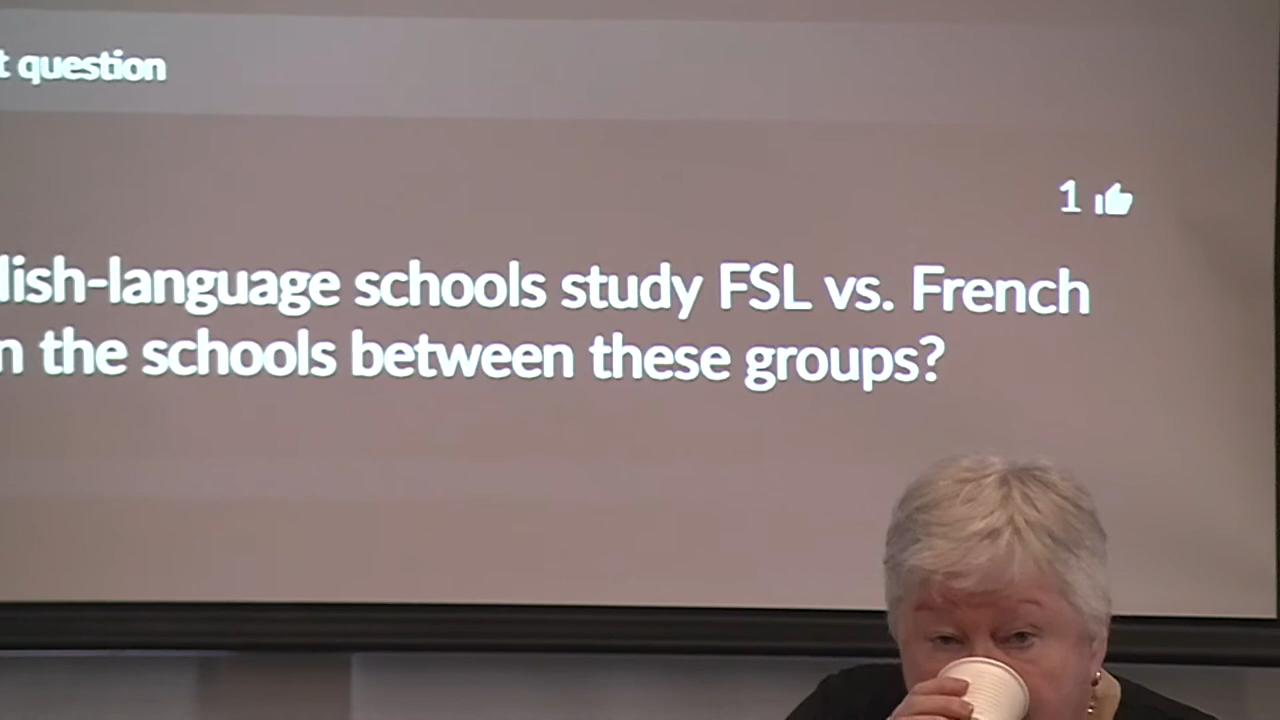 t question
1
lish-language schools study FSL vs. French
n the schools between these groups?